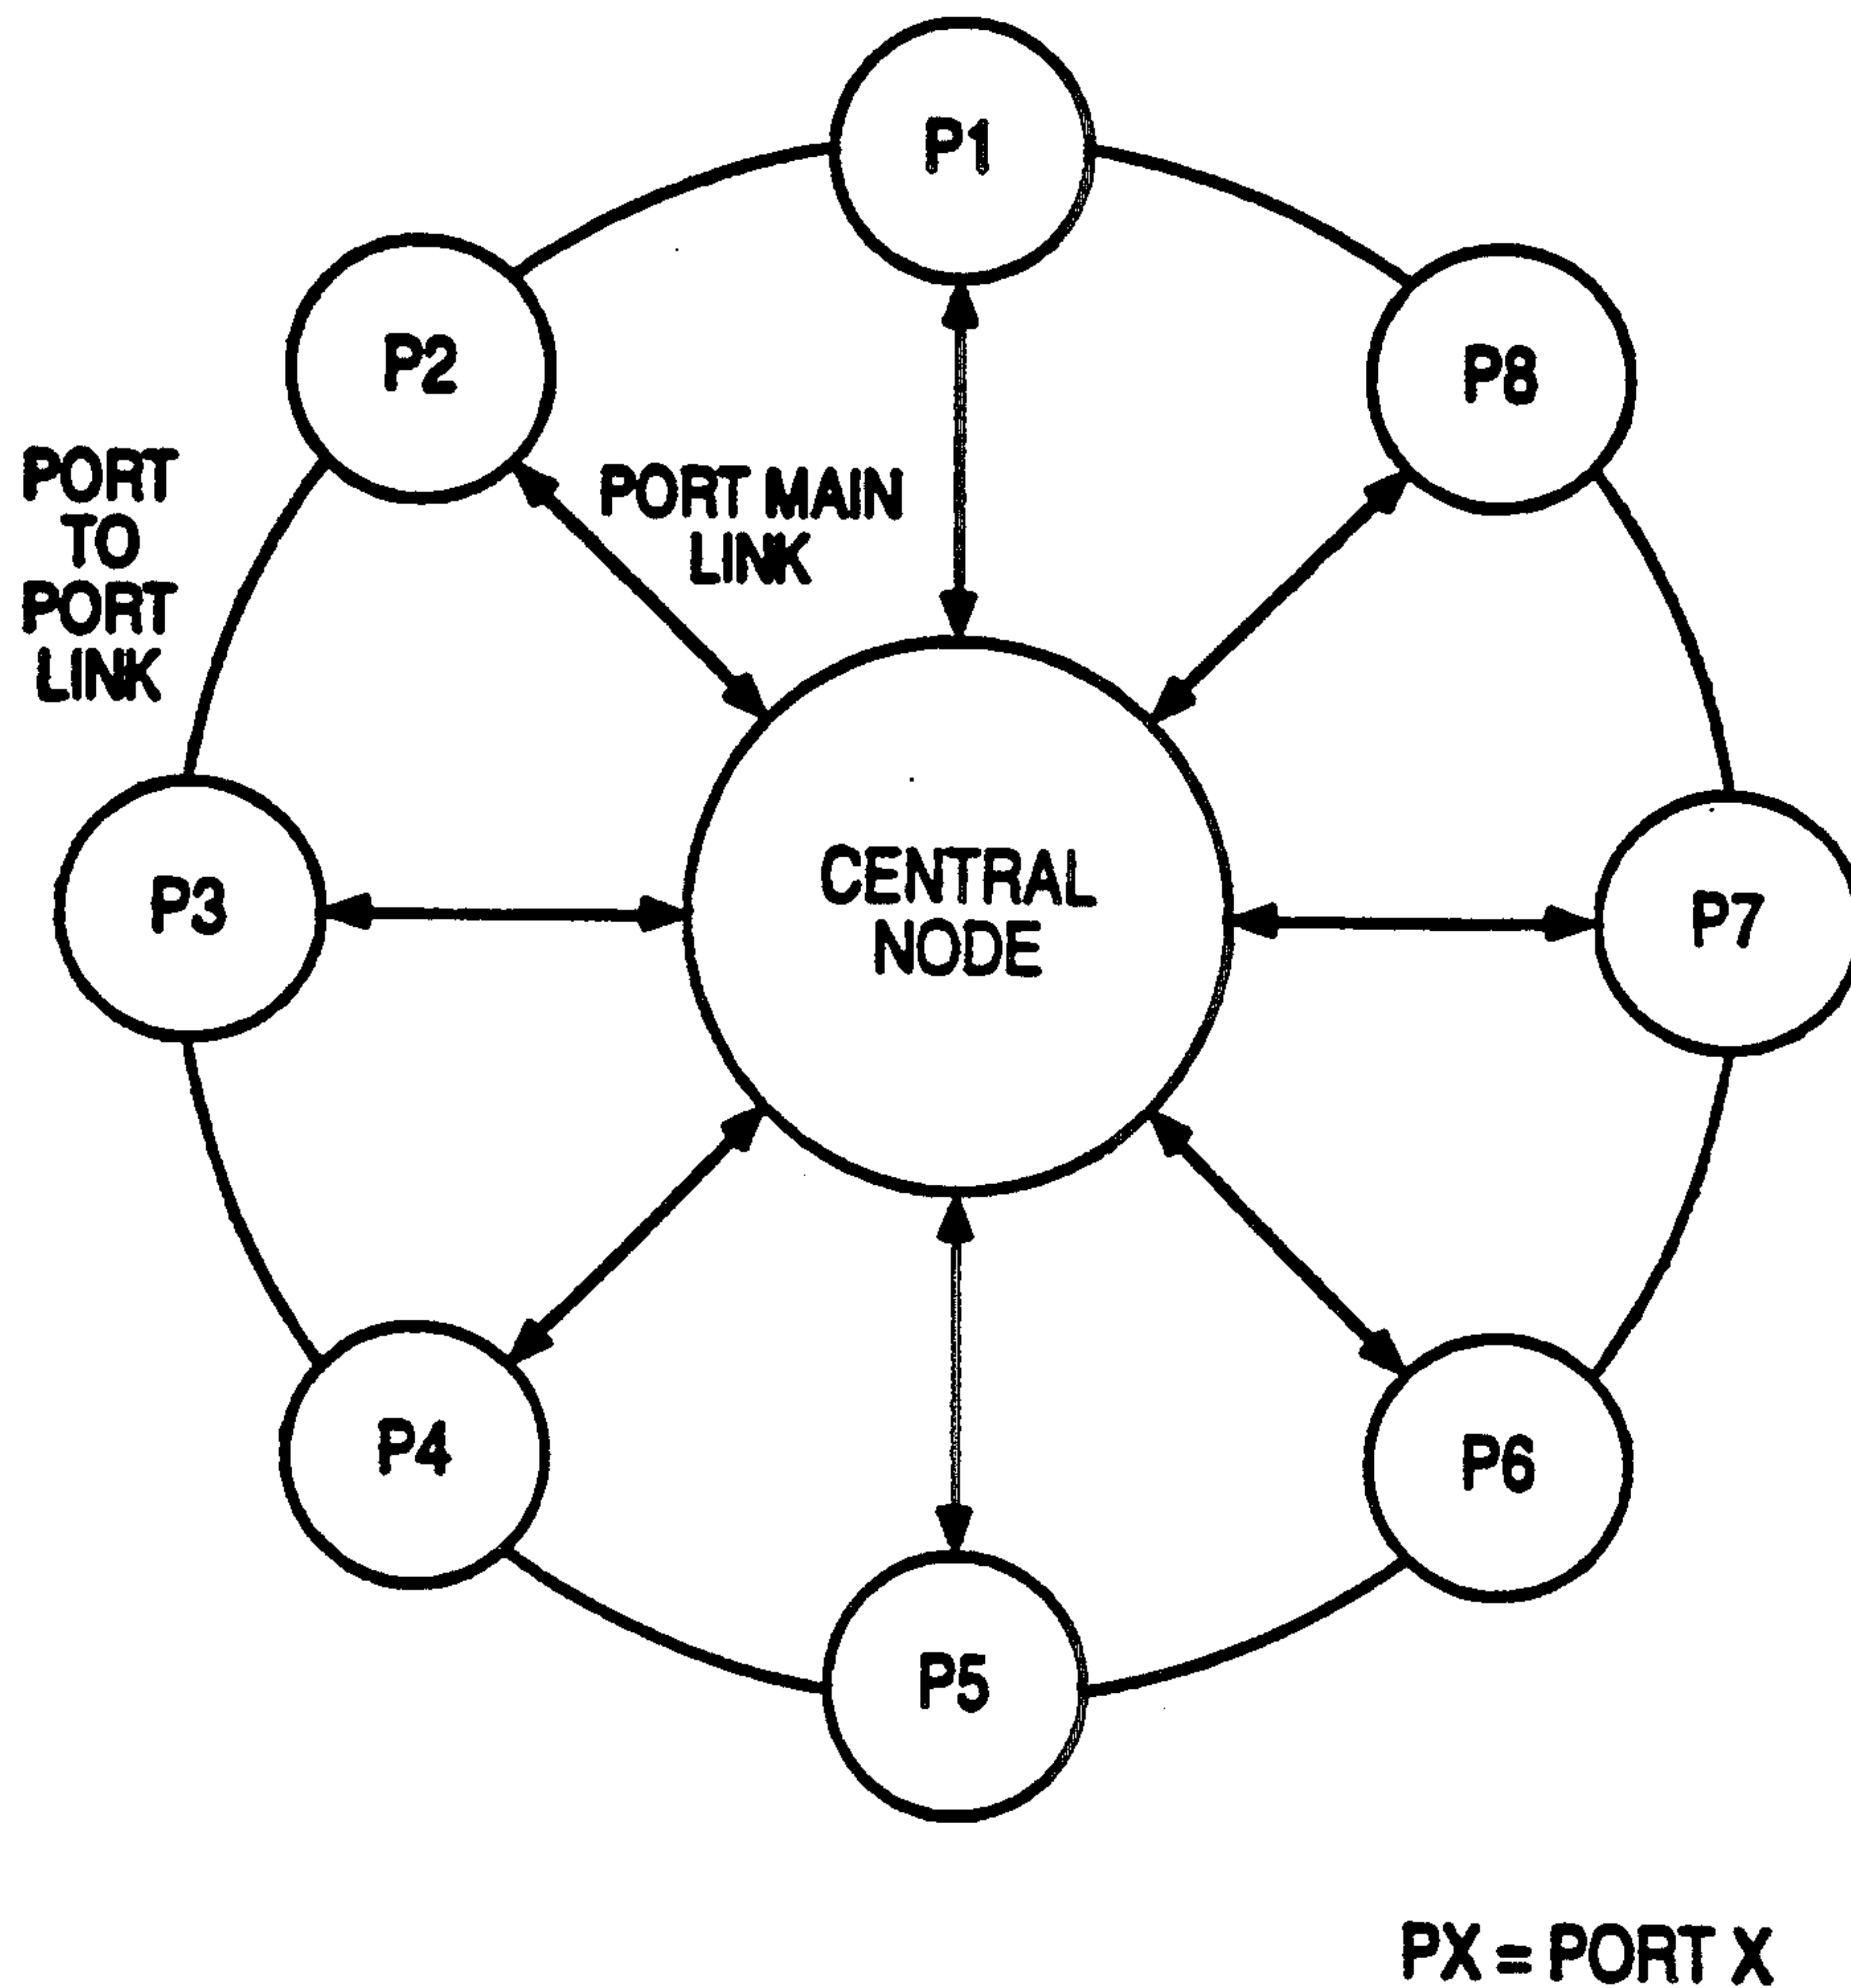 P1
P2
P8
PORT
TO
PORT
LINK
PORT MAIN
LINK
P3
CENTRAL
NODE
P7
P4
P6
P5
PX = PORT X